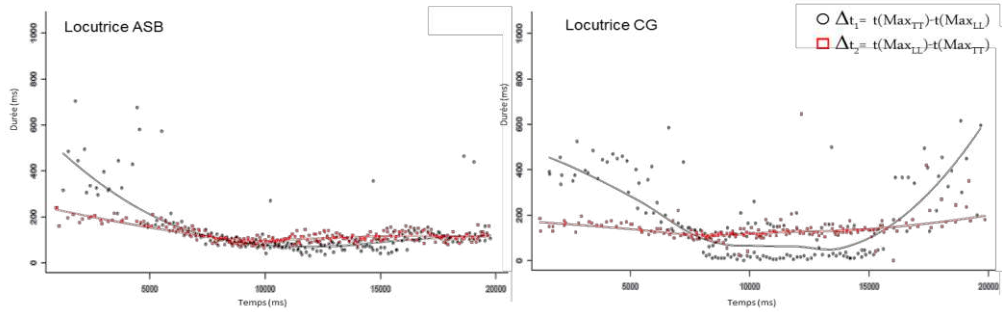 Locutrice ASB
Durée (ms)
1000
800
600
400
200
0
5000
10000
15000
20000
Temps (ms)
Locutrice CG
Δt₁= t(Max_TT)-t(Max_LL)
Δt₂= t(Max_LL)-t(Max_TT)
Durée (ms)
1000
800
600
400
200
0
5000
10000
15000
20000
Temps (ms)